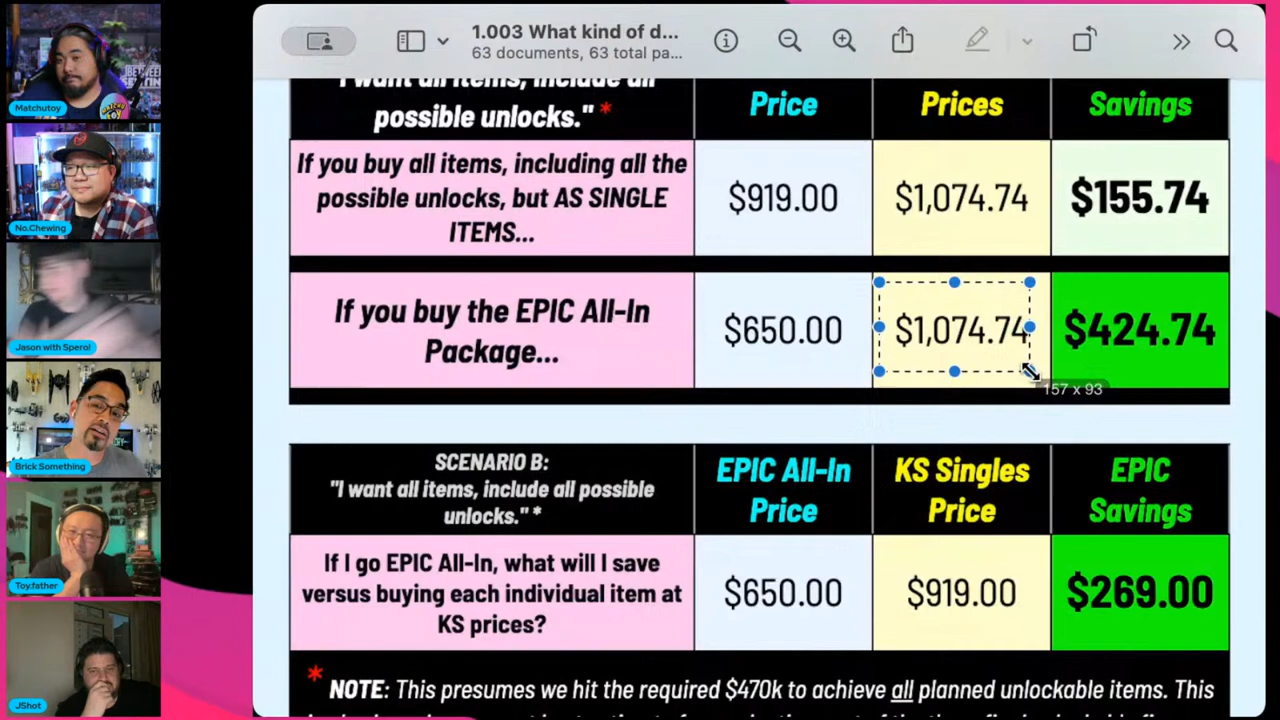 1.003 What kind of d...
63 documents, 63 total pa...
"I want all items, include all
possible unlocks." *
Price
Prices
Savings
If you buy all items, including all the
possible unlocks, but AS SINGLE
ITEMS...
$919.00
$1,074.74
$155.74
If you buy the EPIC All-In
Package...
$650.00
$1,074.74
$424.74
157 x 93
SCENARIO B:
"I want all items, include all possible
unlocks." *
EPIC All-In
Price
KS Singles
Price
EPIC
Savings
If I go EPIC All-In, what will I save
versus buying each individual item at
KS prices?
$650.00
$919.00
$269.00
* NOTE: This presumes we hit the required $470k to achieve all planned unlockable items. This
Matchutoy
No.Chewing
Jason with Spero!
Brick Something
Toy.father
JShot